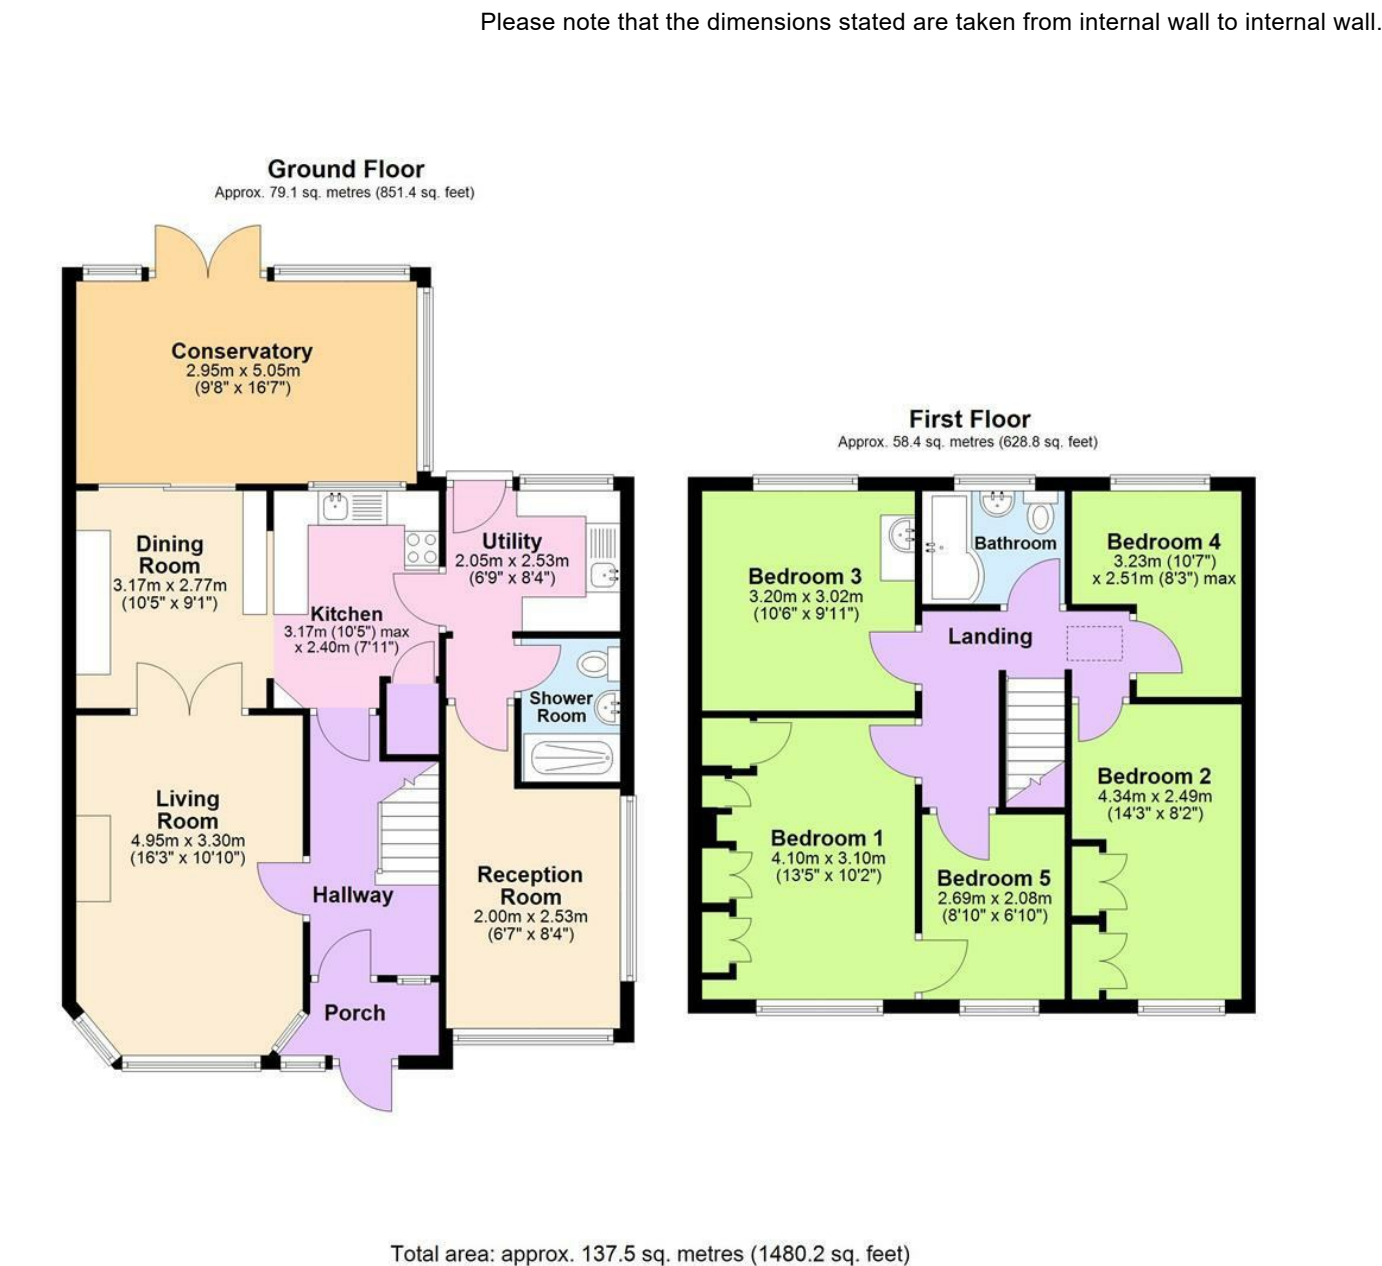 Please note that the dimensions stated are taken from internal wall to internal wall.
Ground Floor
Approx. 79.1 sq. metres (851.4 sq. feet)
Conservatory
2.95m x 5.05m
(9'8" x 16'7")
Dining
Room
3.17m x 2.77m
(10'5" x 9'1")
Kitchen
3.17m (10'5") max
x 2.40m (7'11")
Utility
2.05m x 2.53m
(6'9" x 8'4")
Shower
Room
Living
Room
4.95m x 3.30m
(16'3" x 10'10")
Hallway
Reception
Room
2.00m x 2.53m
(6'7" x 8'4")
Porch
First Floor
Approx. 58.4 sq. metres (628.8 sq. feet)
Bedroom 3
3.20m x 3.02m
(10'6" x 9'11")
Bathroom
Bedroom 4
3.23m (10'7")
x 2.51m (8'3") max
Landing
Bedroom 1
4.10m x 3.10m
(13'5" x 10'2")
Bedroom 2
4.34m x 2.49m
(14'3" x 8'2")
Bedroom 5
2.69m x 2.08m
(8'10" x 6'10")
Total area: approx. 137.5 sq. metres (1480.2 sq. feet)